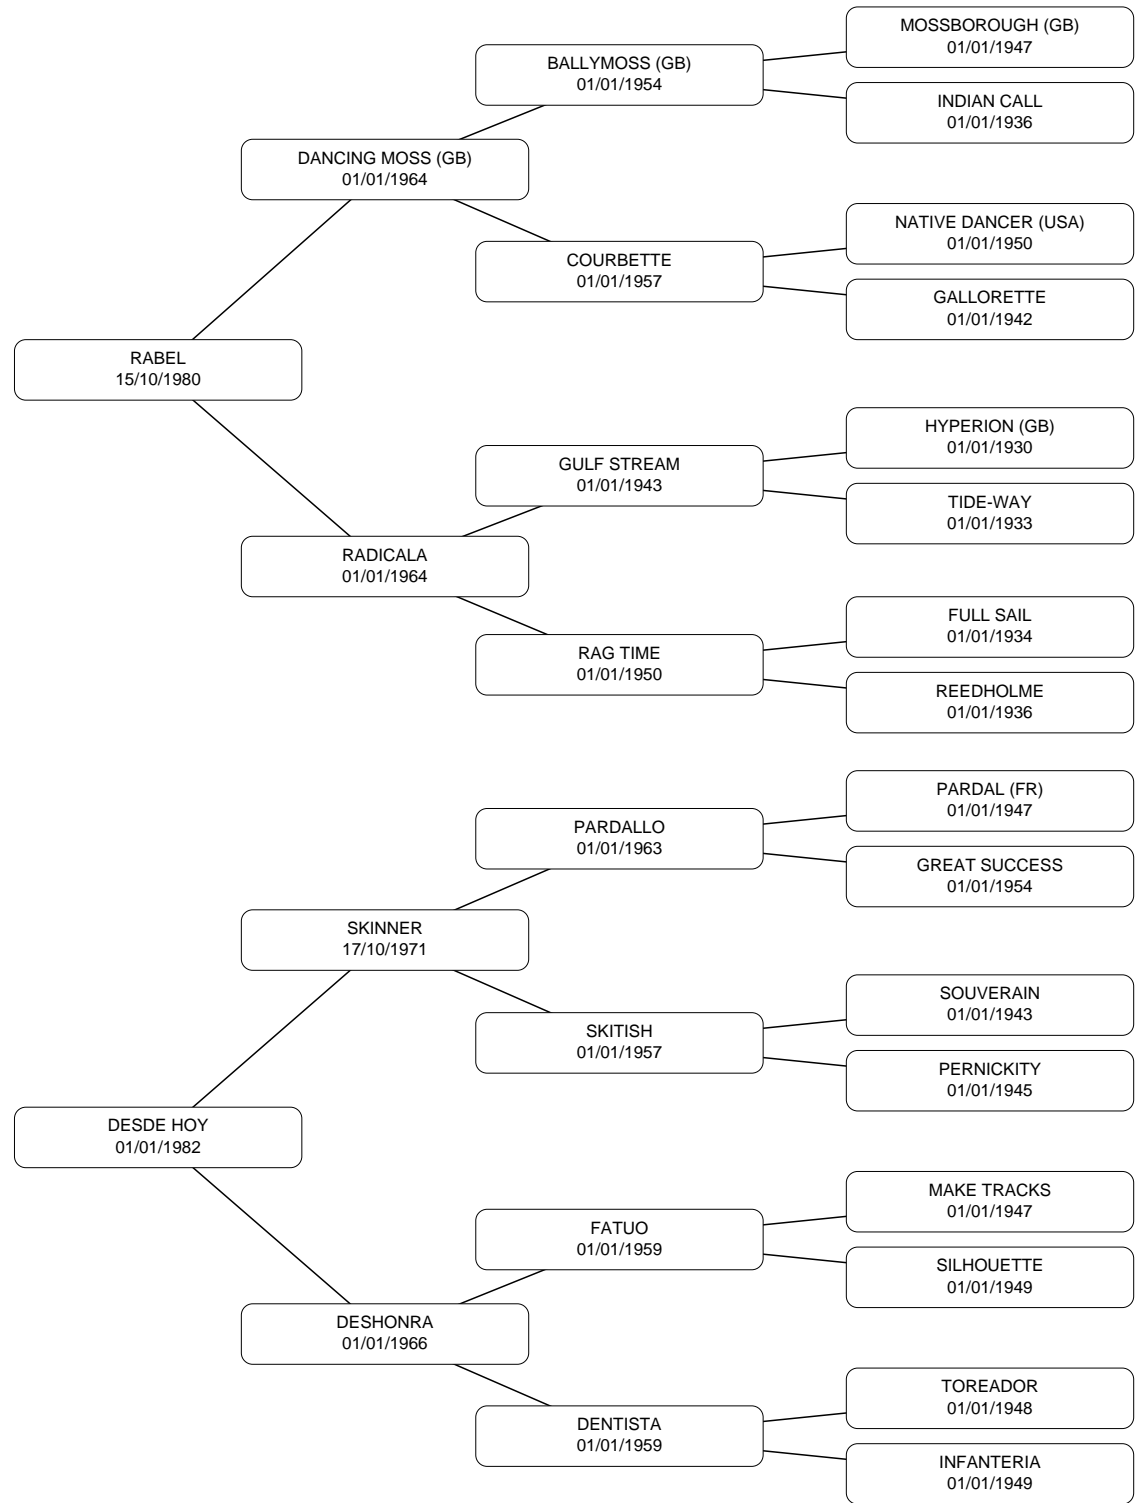 MOSSBOROUGH (GB)
01/01/1947
BALLYMOSS (GB)
01/01/1954
INDIAN CALL
01/01/1936
DANCING MOSS (GB)
01/01/1964
NATIVE DANCER (USA)
01/01/1950
COURBETTE
01/01/1957
GALLORETTE
01/01/1942
RABEL
15/10/1980
HYPERION (GB)
01/01/1930
GULF STREAM
01/01/1943
TIDE-WAY
01/01/1933
RADICALA
01/01/1964
FULL SAIL
01/01/1934
RAG TIME
01/01/1950
REEDHOLME
01/01/1936
PARDAL (FR)
01/01/1947
PARDALLO
01/01/1963
GREAT SUCCESS
01/01/1954
SKINNER
17/10/1971
SOUVERAIN
01/01/1943
SKITISH
01/01/1957
PERNICKITY
01/01/1945
DESDE HOY
01/01/1982
MAKE TRACKS
01/01/1947
FATUO
01/01/1959
SILHOUETTE
01/01/1949
DESHONRA
01/01/1966
TOREADOR
01/01/1948
DENTISTA
01/01/1959
INFANTERIA
01/01/1949